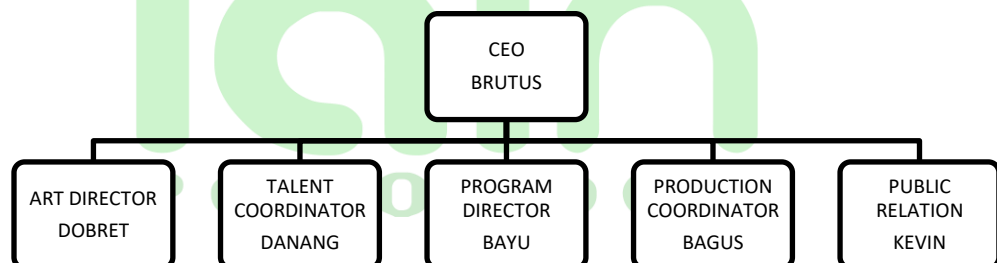 CEO
BRUTUS
ART DIRECTOR
DOBRET
TALENT
COORDINATOR
DANANG
PROGRAM
DIRECTOR
BAYU
PRODUCTION
COORDINATOR
BAGUS
PUBLIC
RELATION
KEVIN